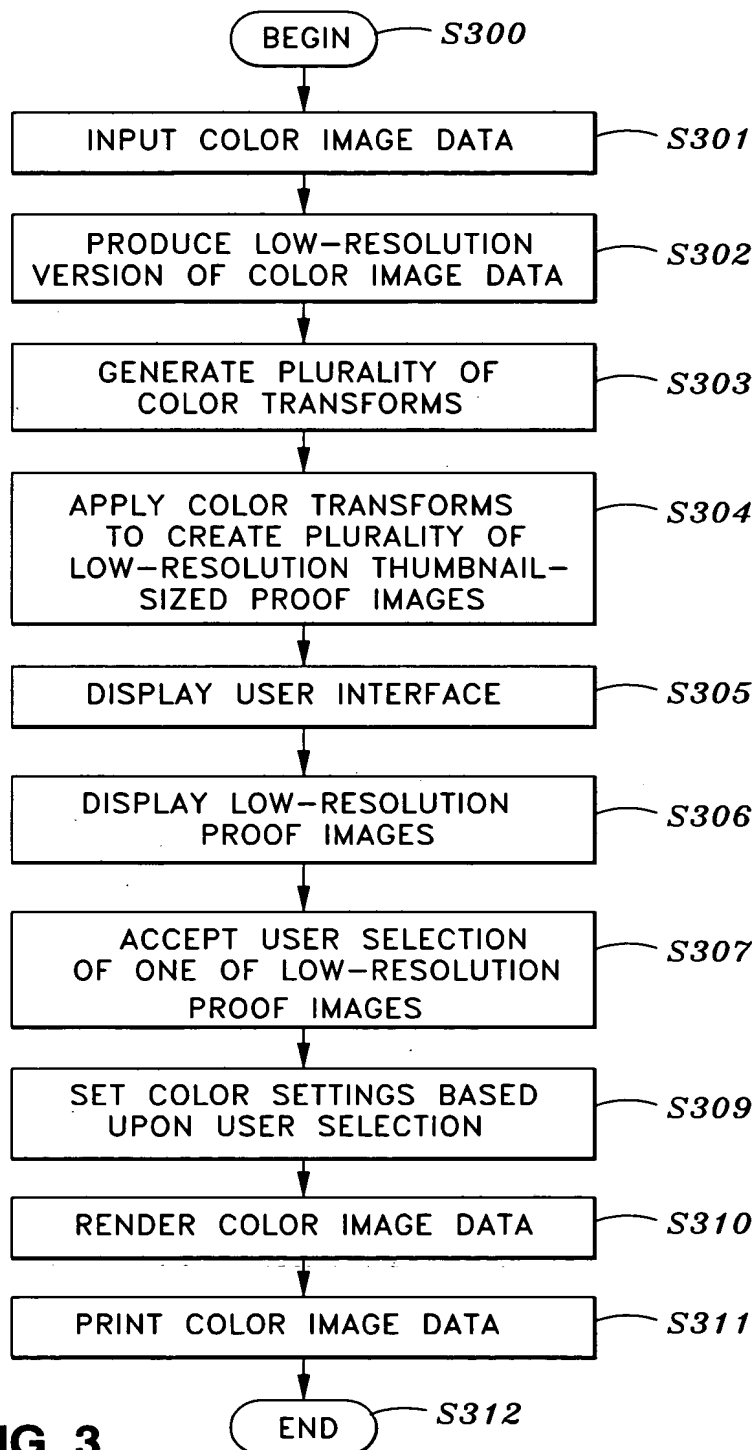 BEGIN S300
INPUT COLOR IMAGE DATA S301
PRODUCE LOW-RESOLUTION S302
VERSION OF COLOR IMAGE DATA
GENERATE PLURALITY OF S303
COLOR TRANSFORMS
APPLY COLOR TRANSFORMS S304
TO CREATE PLURALITY OF
LOW-RESOLUTION THUMBNAIL-
SIZED PROOF IMAGES
DISPLAY USER INTERFACE S305
DISPLAY LOW-RESOLUTION S306
PROOF IMAGES
ACCEPT USER SELECTION S307
OF ONE OF LOW-RESOLUTION
PROOF IMAGES
SET COLOR SETTINGS BASED S309
UPON USER SELECTION
RENDER COLOR IMAGE DATA S310
PRINT COLOR IMAGE DATA S311
END S312
IG. 3